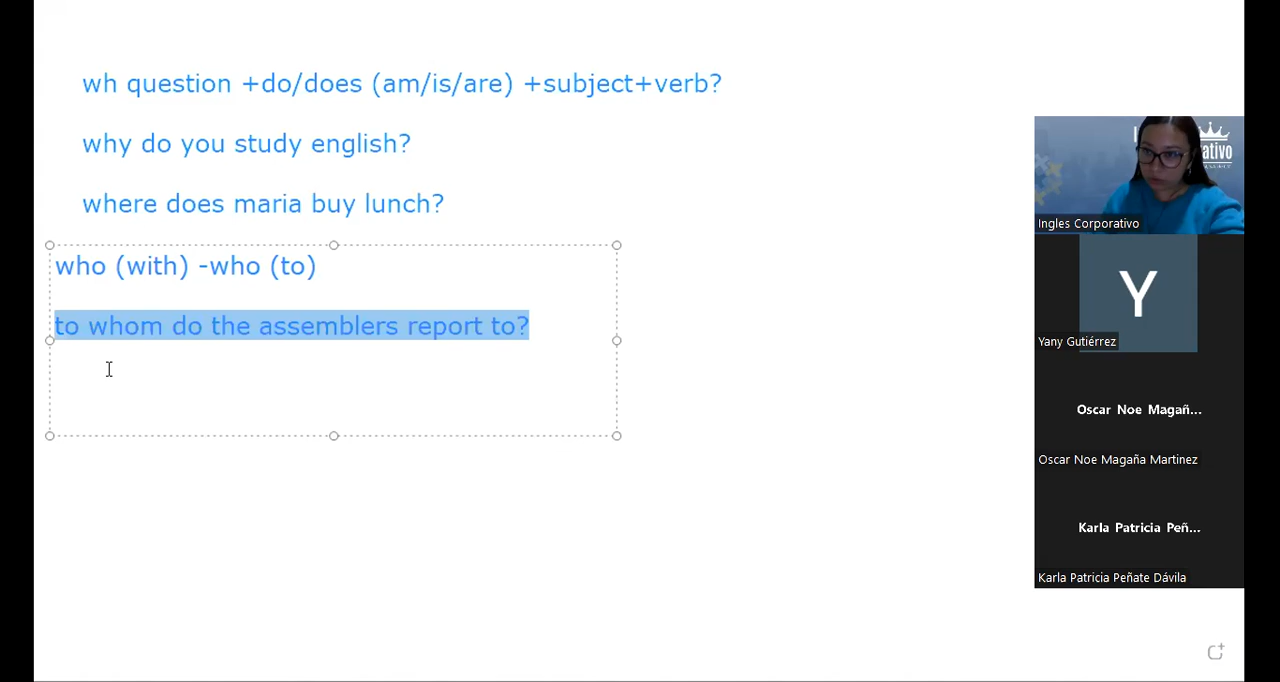 wh question +do/does (am/is/are) +subject+verb?
why do you study english?
where does maria buy lunch?
who (with) -who (to)
to whom do the assemblers report to?
ativo
Ingles Corporativo
Y
Yany Gutiérrez
Oscar Noe Magañ...
Oscar Noe Magaña Martinez
Karla Patricia Peñ...
Karla Patricia Peñate Dávila